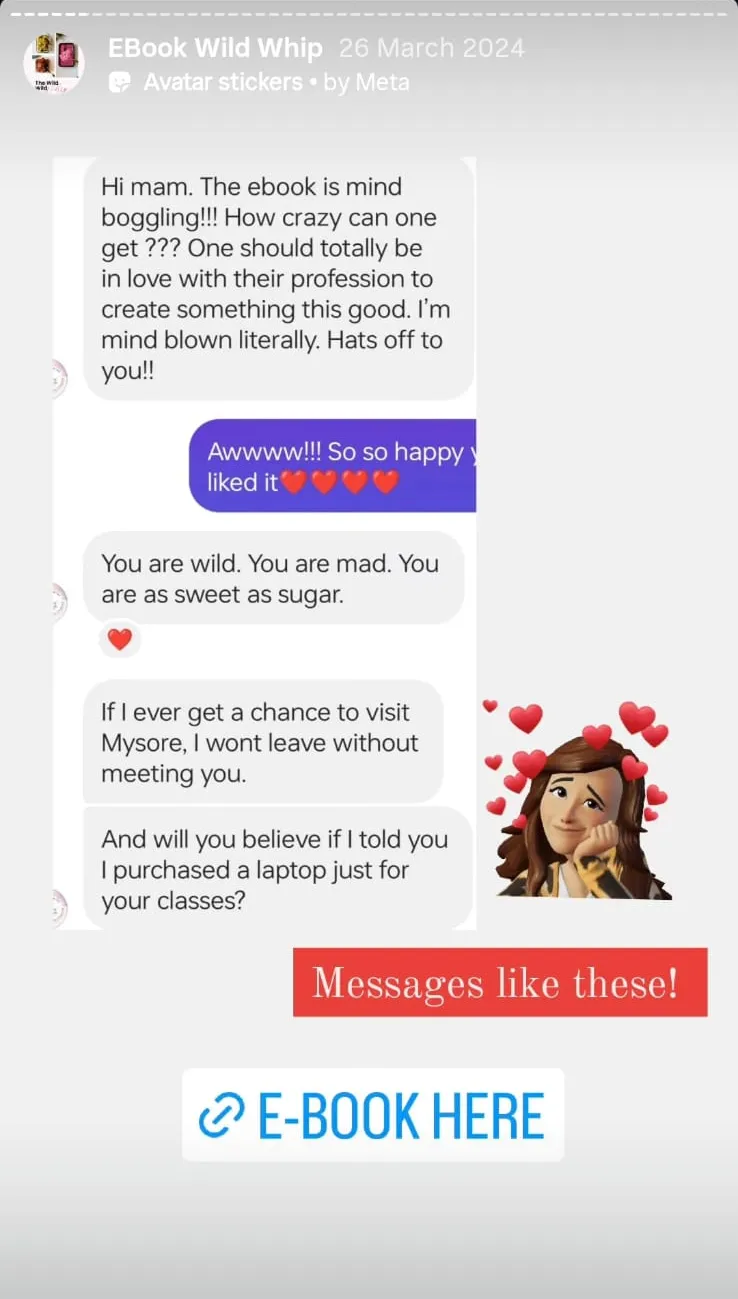 EBook Wild Whip 26 March 2024
Avatar stickers • by Meta
Hi mam. The ebook is mind
boggling!!! How crazy can one
get ??? One should totally be
in love with their profession to
create something this good. I'm
mind blown literally. Hats off to
you!!
Awwww!!! So so happy
liked it❤️❤️❤️❤️
You are wild. You are mad. You
are as sweet as sugar.
❤️
If I ever get a chance to visit
Mysore, I wont leave without
meeting you.
And will you believe if I told you
I purchased a laptop just for
your classes?
Messages like these!
E-BOOK HERE